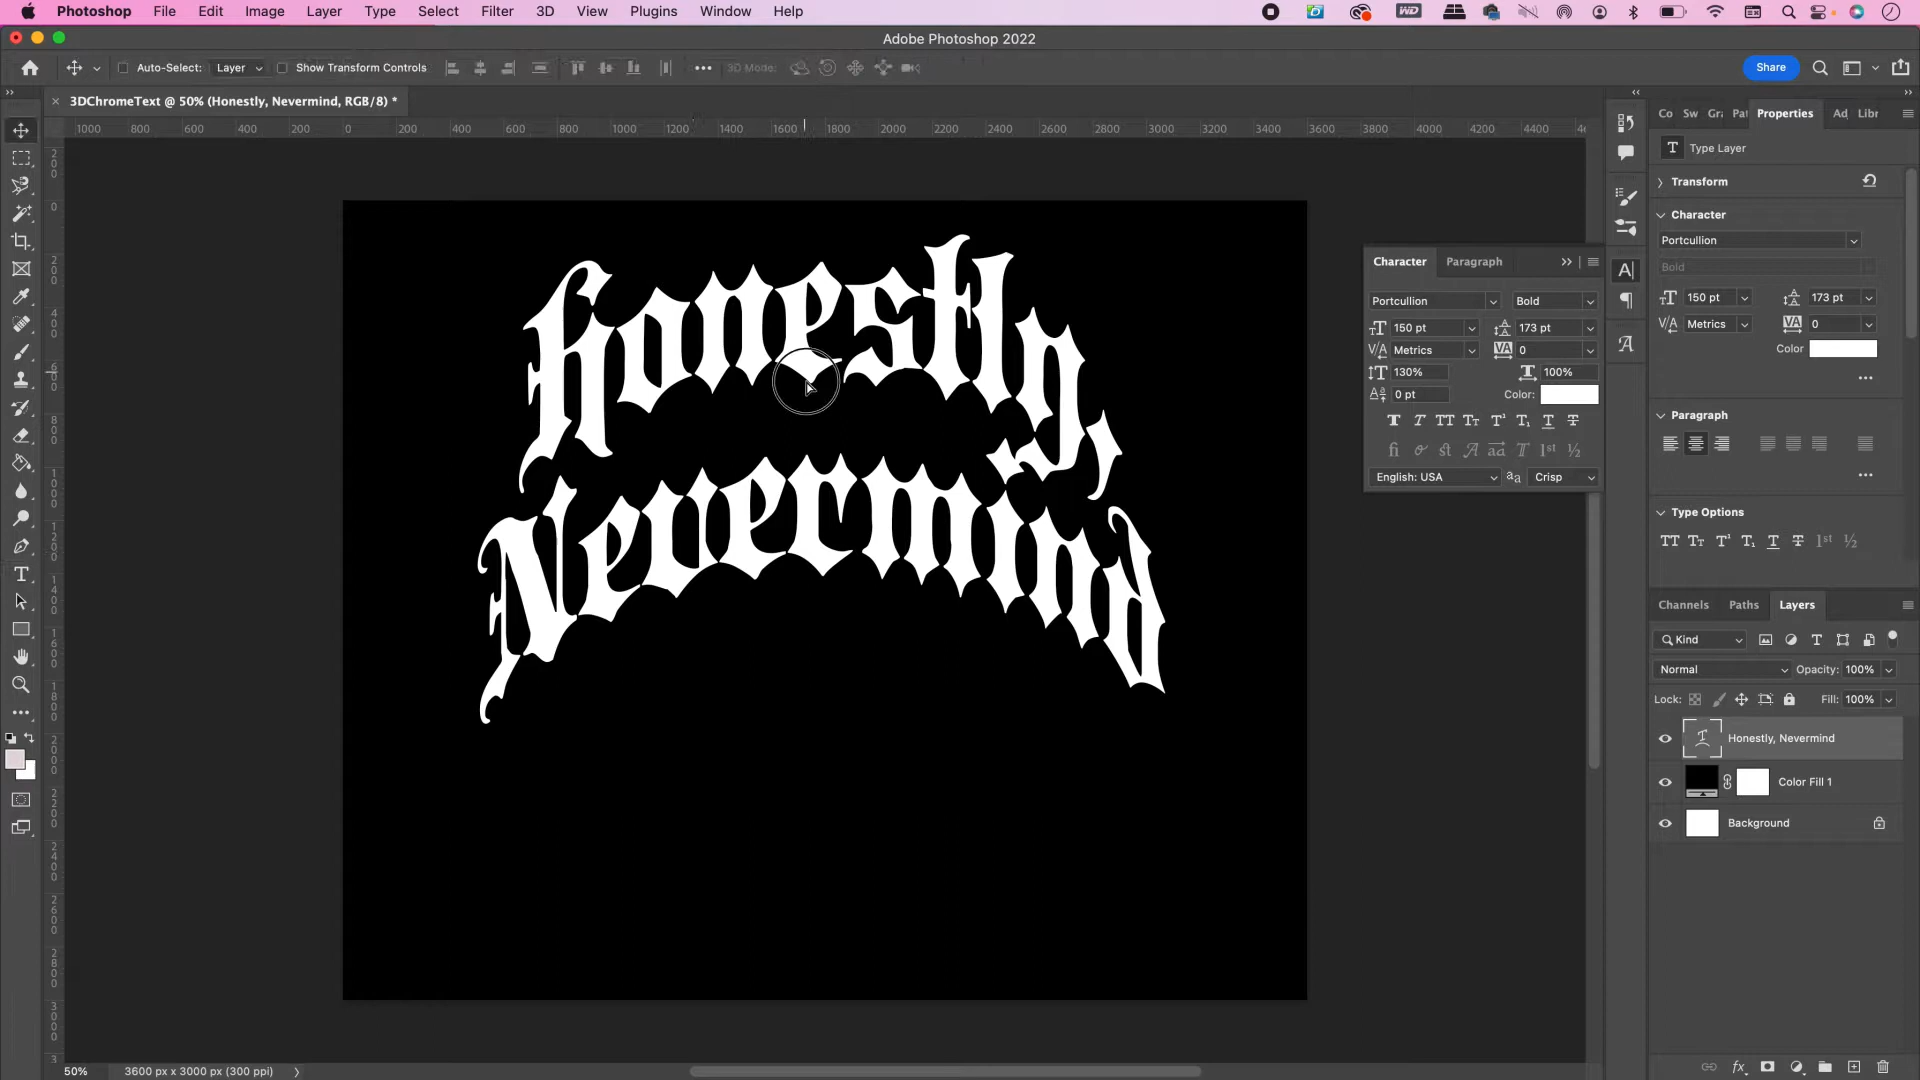 Photoshop File Edit Image Layer Type Select Filter 3D View Plugins Window Help
Adobe Photoshop 2022
Auto-Select: Layer Show Transform Controls 3D Mode: Share
3DChromeText @ 50% (Honestly, Nevermind, RGB/8) *
1000 800 600 400 200 0 200 400 600 800 1000 1200 1400 1600 1800 2000 2200 2400 2600 2800 3000 3200 3400 3600 3800 4000 4200 4400
Co Sw Gra Pat Properties Ad Libr
Type Layer
Transform
Character
Portcullion
Bold
150 pt 173 pt
Metrics 0
Color
Character Paragraph
Portcullion Bold
150 pt 173 pt
Metrics 0
130% 100%
0 pt Color:
English: USA Crisp
Honestly,
Nevermind
Paragraph
Type Options
Channels Paths Layers
Kind
Normal Opacity: 100%
Lock: Fill: 100%
Honestly, Nevermind
Color Fill 1
Background
50% 3600 px x 3000 px (300 ppi)